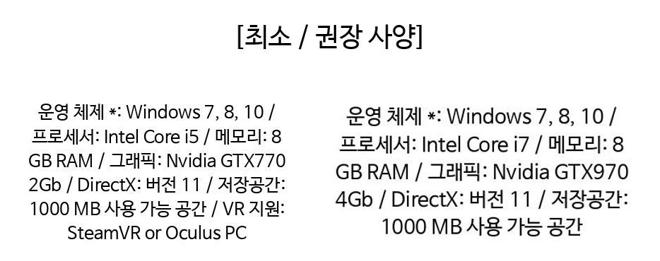 [최소 / 권장 사양]
운영 체제 *: Windows 7, 8, 10 /
프로세서: Intel Core i5 / 메모리: 8
GB RAM / 그래픽: Nvidia GTX770
2Gb / DirectX: 버전 11 / 저장공간:
1000 MB 사용 가능 공간 / VR 지원:
SteamVR or Oculus PC
운영 체제 *: Windows 7, 8, 10 /
프로세서: Intel Core i7 / 메모리: 8
GB RAM / 그래픽: Nvidia GTX970
4Gb / DirectX: 버전 11 / 저장공간:
1000 MB 사용 가능 공간